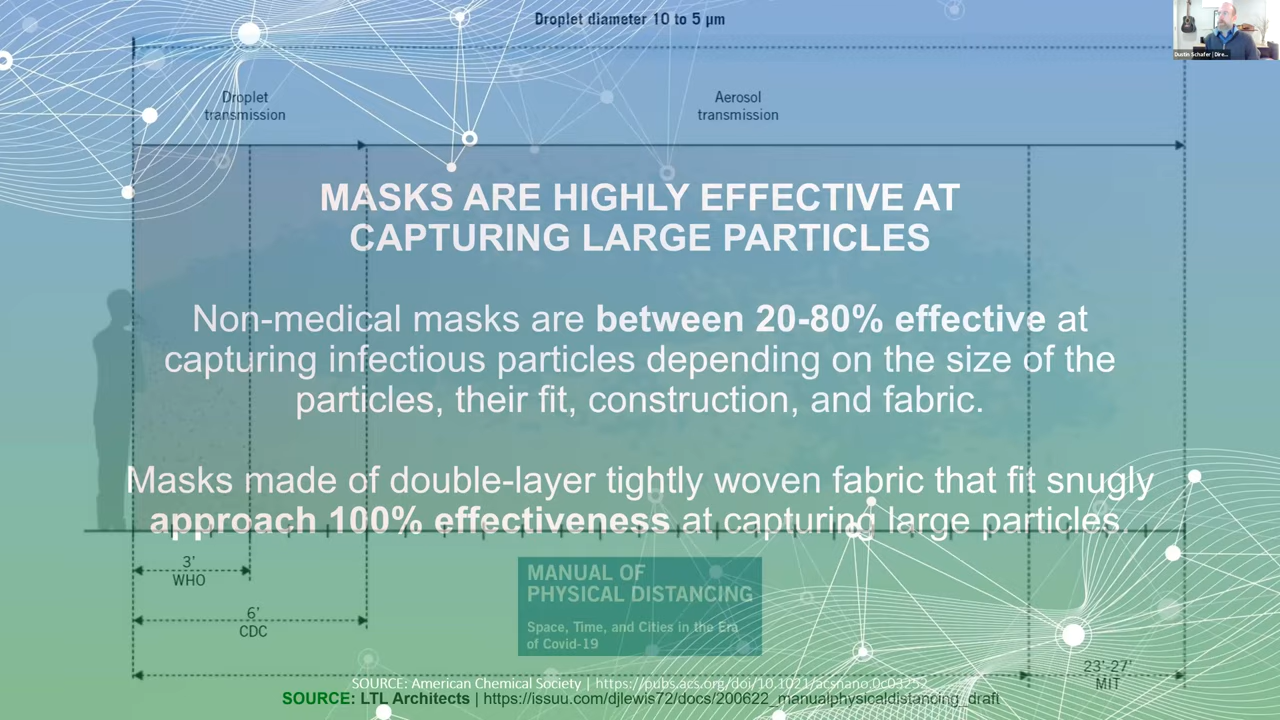 Droplet diameter 10 to 5 µm
Dustin Schafer | Dire...
Droplet
transmission
Aerosol
transmission
MASKS ARE HIGHLY EFFECTIVE AT
CAPTURING LARGE PARTICLES
Non-medical masks are between 20-80% effective at
capturing infectious particles depending on the size of the
particles, their fit, construction, and fabric.
Masks made of double-layer tightly woven fabric that fit snugly
approach 100% effectiveness at capturing large particles.
3'
WHO
6'
CDC
MANUAL OF
PHYSICAL DISTANCING
Space, Time, and Cities in the Era
of Covid-19
23'-27'
MIT
SOURCE: American Chemical Society | https://pubs.acs.org/doi/10.1021/acsnano.0c03252
SOURCE: LTL Architects | https://issuu.com/djlewis72/docs/200622_manualphysicaldistancing_draft